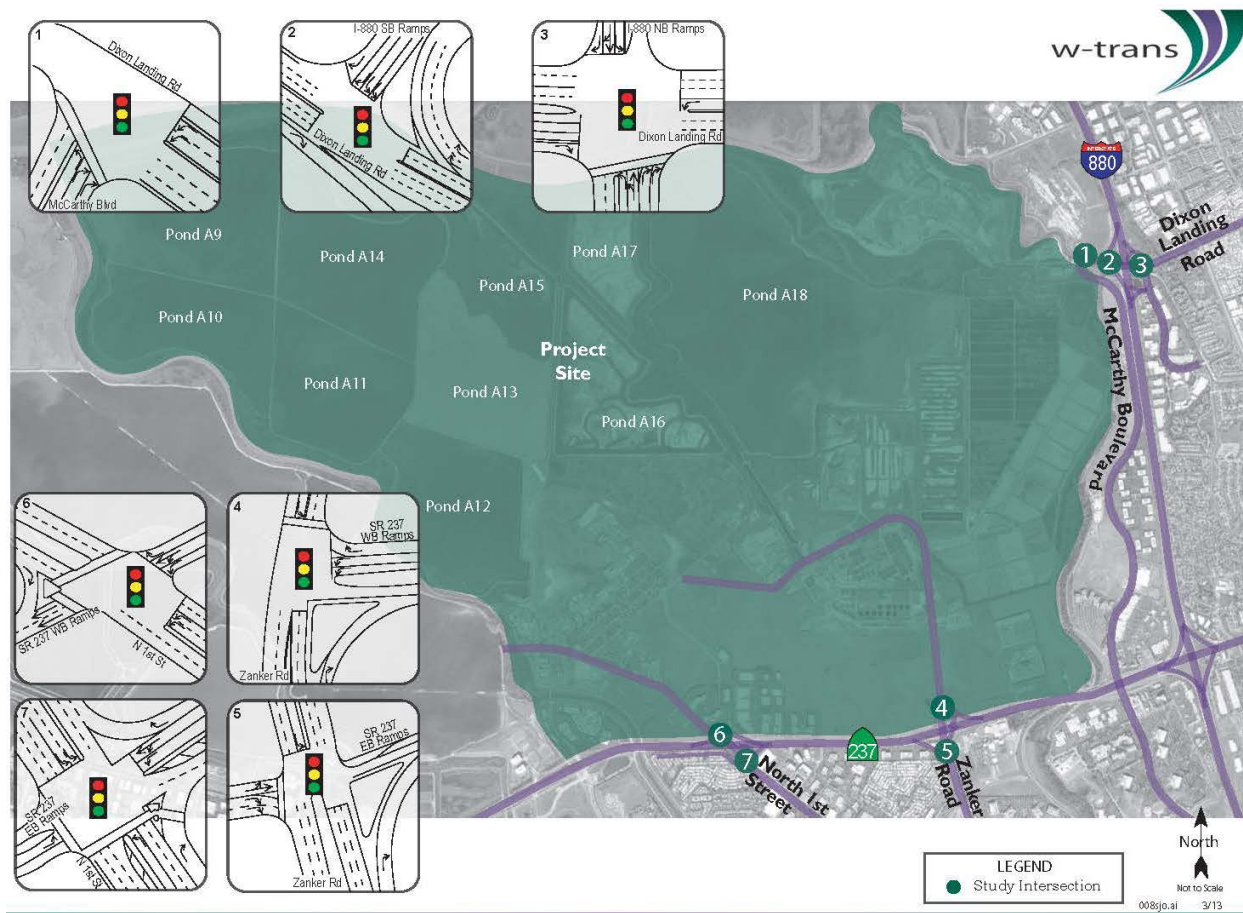 w-trans
1
Dixon Landing Rd
McCarthy Blvd
2
I-880 SB Ramps
Dixon Landing Rd
3
I-880 NB Ramps
Dixon Landing Rd
INTERSTATE
880
Dixon
Landing
Road
1
2
3
Pond A9
Pond A14
Pond A15
Pond A17
Pond A18
Pond A10
Project
Site
Pond A11
Pond A13
Pond A16
McCarthy Boulevard
Pond A12
6
SR 237 WB Ramps
N 1st St
4
SR 237
WB Ramps
Zanker Rd
7
SR 237
EB Ramps
N 1st St
5
SR 237
EB Ramps
Zanker Rd
4
6
237
5
7
North 1st
Street
Zanker
Road
North
Not to Scale
LEGEND
Study Intersection
008sjo.ai 3/13